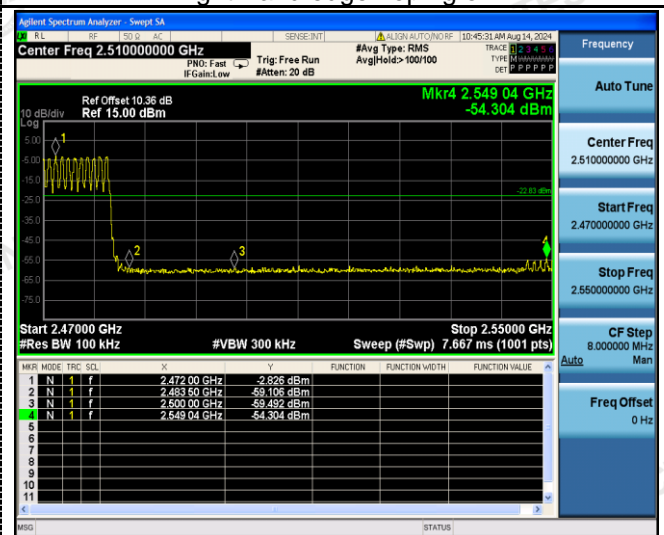 Agilent Spectrum Analyzer - Swept SA
RL RF 50 Ω AC SENSE:INT ALIGN AUTO/NO RF 10:45:31 AM Aug 14, 2024
Center Freq 2.510000000 GHz
PNO: Fast
IFGain:Low
Trig: Free Run
#Atten: 20 dB
#Avg Type: RMS
Avg|Hold:> 100/100
TRACE 1 2 3 4 5 6
TYPE M
DET P P P P P P
Frequency
Ref Offset 10.36 dB
10 dB/div Ref 15.00 dBm
Log
Mkr4 2.549 04 GHz
-54.304 dBm
5.00
-5.00
-15.0
-25.0
-35.0
-45.0
-55.0
-65.0
-75.0
1
2
3
4
-22.83 dBm
Start 2.47000 GHz
Stop 2.55000 GHz
#Res BW 100 kHz
#VBW 300 kHz
Sweep (#Swp) 7.667 ms (1001 pts)
MKR MODE TRC SCL X Y FUNCTION FUNCTION WIDTH FUNCTION VALUE
1 N 1 f 2.472 00 GHz -2.826 dBm
2 N 1 f 2.483 50 GHz -59.106 dBm
3 N 1 f 2.500 00 GHz -59.492 dBm
4 N 1 f 2.549 04 GHz -54.304 dBm
5
6
7
8
9
10
11
MSG
STATUS
Auto Tune
Center Freq
2.510000000 GHz
Start Freq
2.470000000 GHz
Stop Freq
2.550000000 GHz
CF Step
8.000000 MHz
Auto Man
Freq Offset
0 Hz